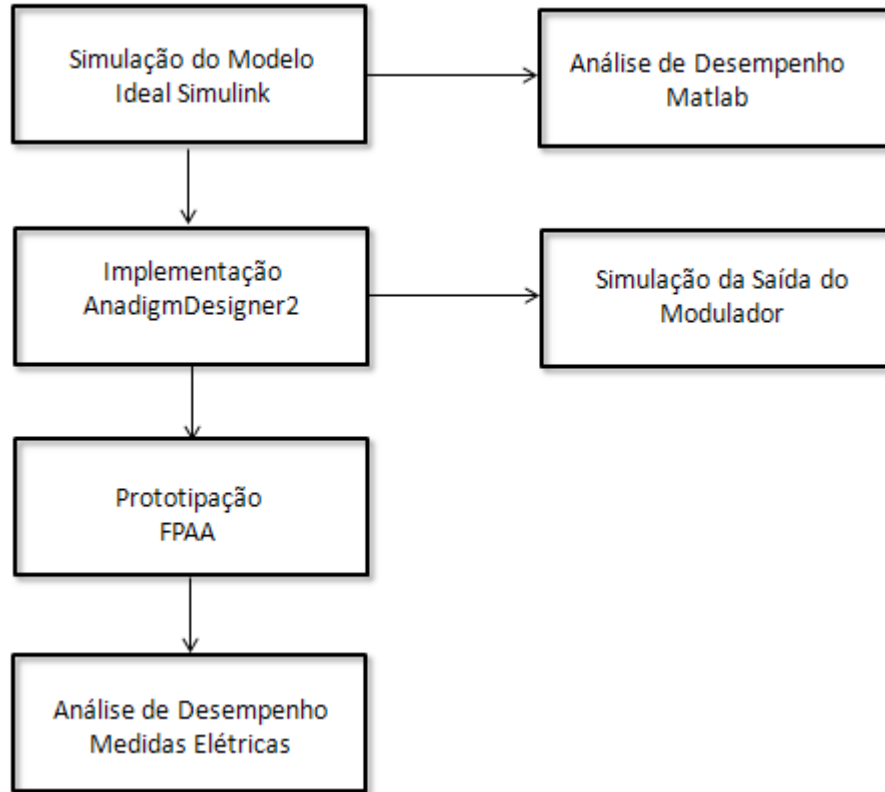 Simulação do Modelo
Ideal Simulink
Análise de Desempenho
Matlab
Implementação
AnadigmDesigner2
Simulação da Saída do
Modulador
Prototipação
FPAA
Análise de Desempenho
Medidas Elétricas